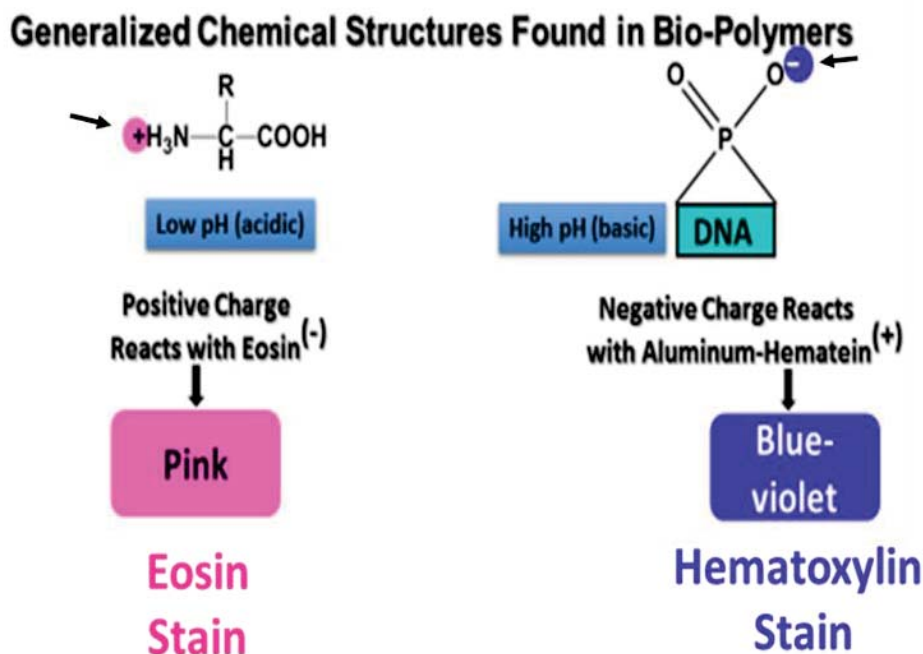 Generalized Chemical Structures Found in Bio-Polymers
R
+H₃N—C—COOH
H
O
O−
P
Low pH (acidic)
High pH (basic)
DNA
Positive Charge
Reacts with Eosin(-)
Negative Charge Reacts
with Aluminum-Hematein(+)
Pink
Blue-
violet
Eosin
Stain
Hematoxylin
Stain